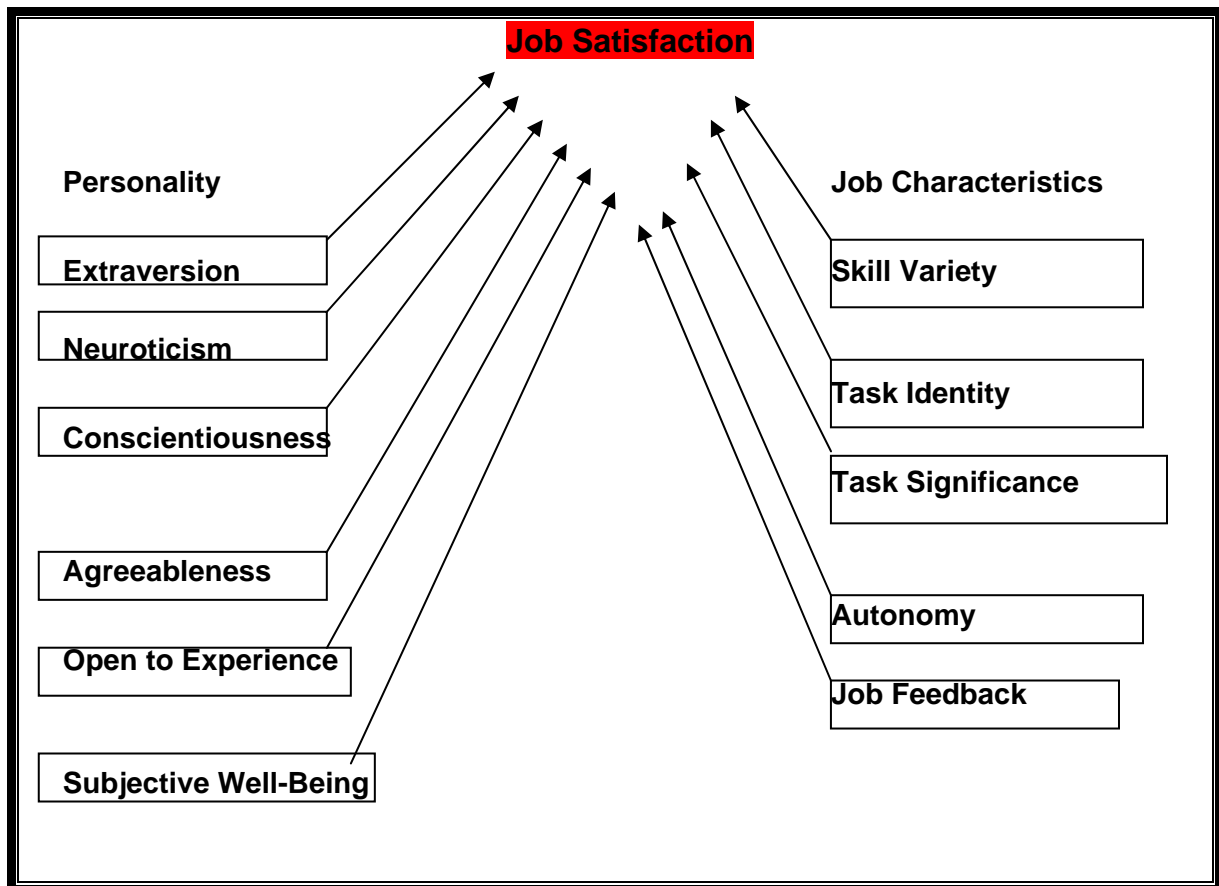 Job Satisfaction
Personality
Extraversion
Neuroticism
Conscientiousness
Agreeableness
Open to Experience
Subjective Well-Being
Job Characteristics
Skill Variety
Task Identity
Task Significance
Autonomy
Job Feedback